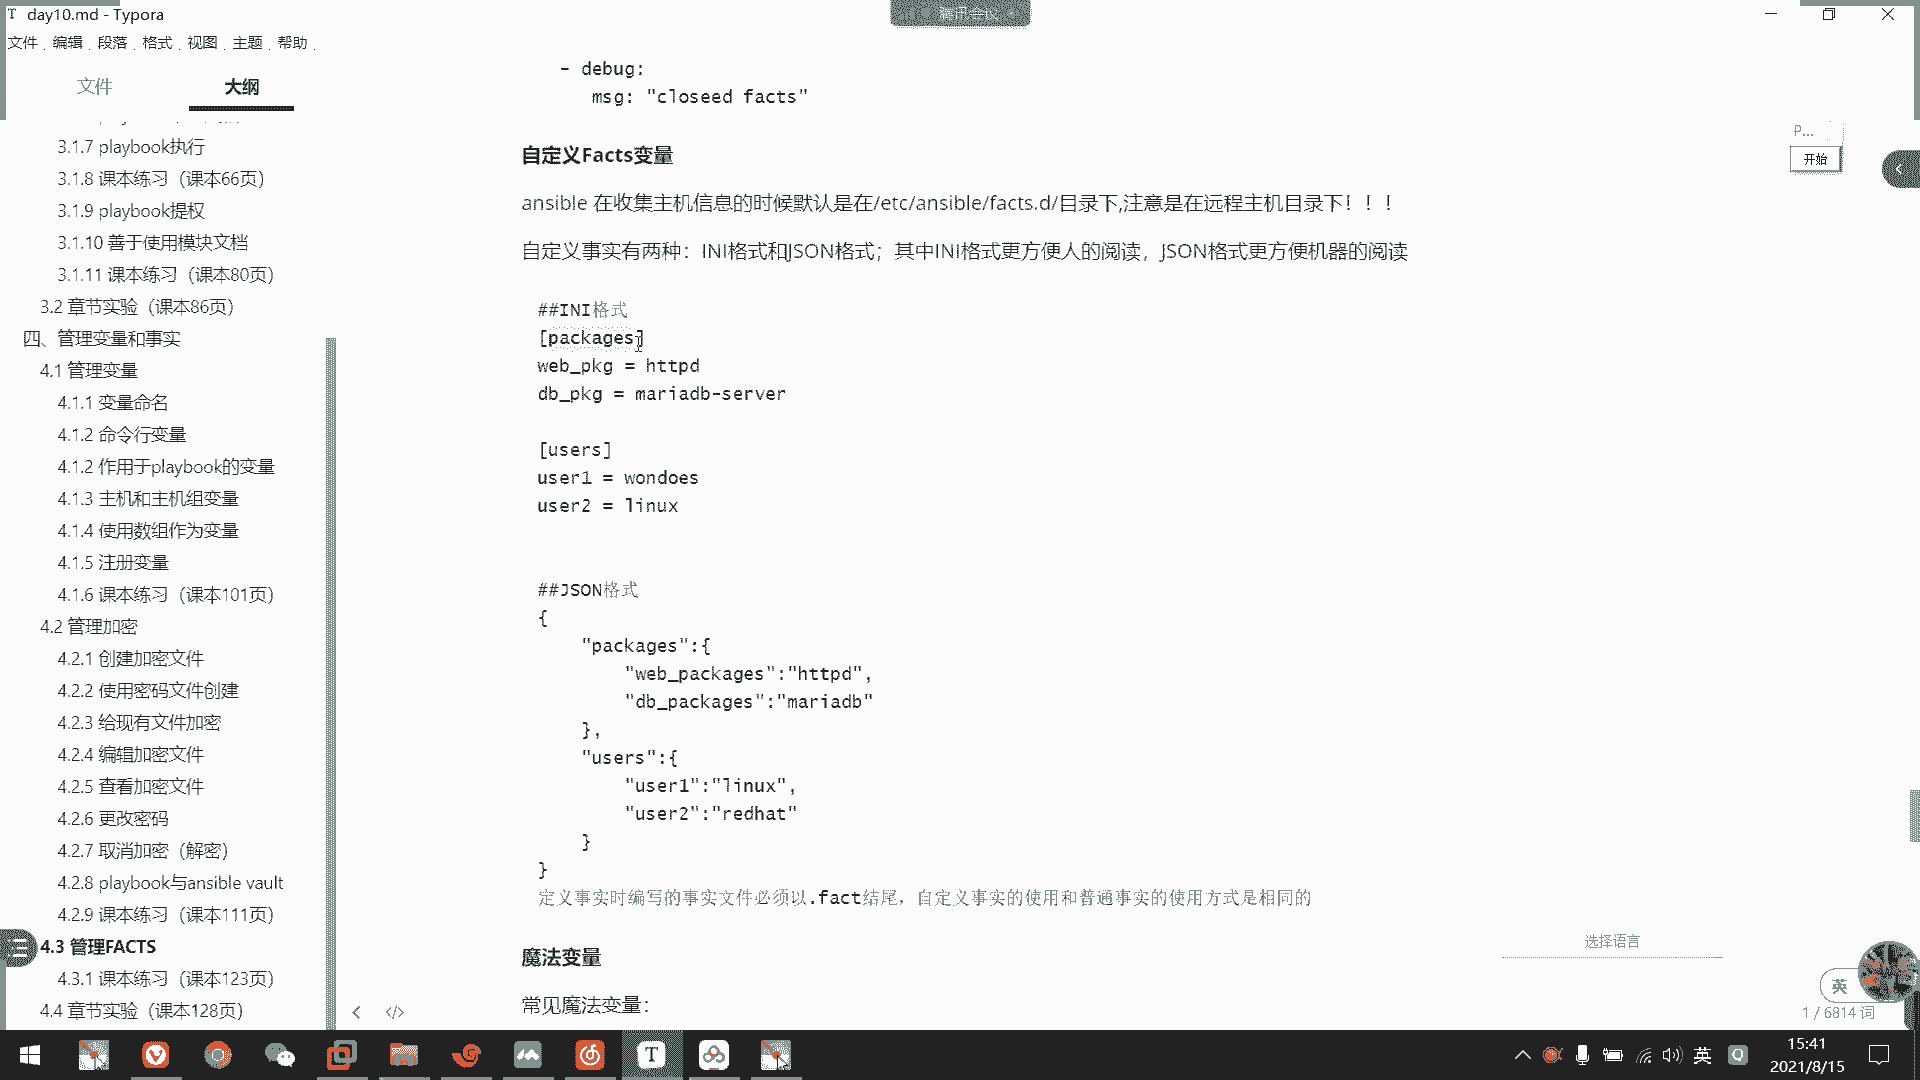 day10.md - Typora
腾讯会议
文件 编辑 段落 格式 视图 主题 帮助
文件
大纲
3.1.7 playbook执行
3.1.8 课本练习（课本66页）
3.1.9 playbook提权
3.1.10 善于使用模块文档
3.1.11 课本练习（课本80页）
3.2 章节实验（课本86页）
四、管理变量和事实
4.1 管理变量
4.1.1 变量命名
4.1.2 命令行变量
4.1.2 作用于playbook的变量
4.1.3 主机和主机组变量
4.1.4 使用数组作为变量
4.1.5 注册变量
4.1.6 课本练习（课本101页）
4.2 管理加密
4.2.1 创建加密文件
4.2.2 使用密码文件创建
4.2.3 给现有文件加密
4.2.4 编辑加密文件
4.2.5 查看加密文件
4.2.6 更改密码
4.2.7 取消加密（解密）
4.2.8 playbook与ansible vault
4.2.9 课本练习（课本111页）
4.3 管理FACTS
4.3.1 课本练习（课本123页）
4.4 章节实验（课本128页）
- debug:
msg: "closeed facts"
自定义Facts变量
ansible 在收集主机信息的时候默认是在/etc/ansible/facts.d/目录下,注意是在远程主机目录下！！！
自定义事实有两种：INI格式和JSON格式；其中INI格式更方便人的阅读，JSON格式更方便机器的阅读
##INI格式
[packages]
web_pkg = httpd
db_pkg = mariadb-server
[users]
user1 = wondoes
user2 = linux
##JSON格式
{
"packages":{
"web_packages":"httpd",
"db_packages":"mariadb"
},
"users":{
"user1":"linux",
"user2":"redhat"
}
}
定义事实时编写的事实文件必须以.fact结尾，自定义事实的使用和普通事实的使用方式是相同的
选择语言
魔法变量
常见魔法变量：
P...
开始
英
1 / 6814 词
英
15:41
2021/8/15